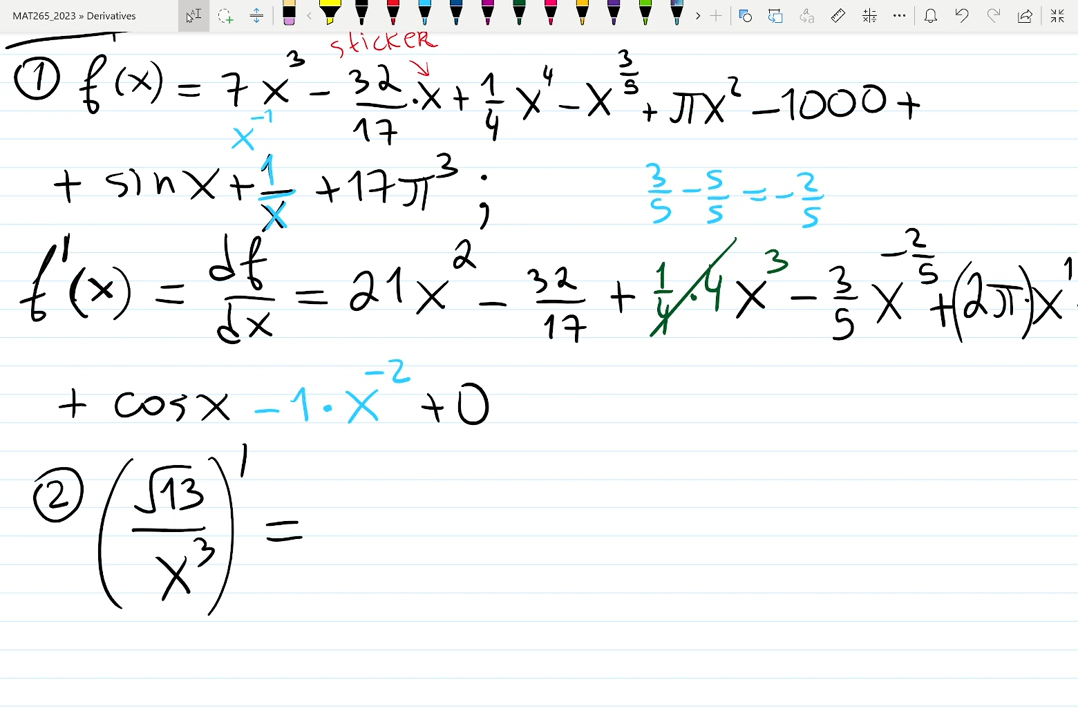 MAT265_2023 » Derivatives
sticker
① f(x) = 7x³ - 32/17 · x + 1/4 x⁴ - x^(3/5) + πx² - 1000 +
x⁻¹
+ sinx + 1/x + 17π³ ;
3/5 - 5/5 = -2/5
f'(x) = df/dx = 21x² - 32/17 + 1/4 · 4 x³ - 3/5 x^(-2/5) + (2π)·x¹
+ cosx - 1 · x⁻² + 0
② (√13 / x³)' =